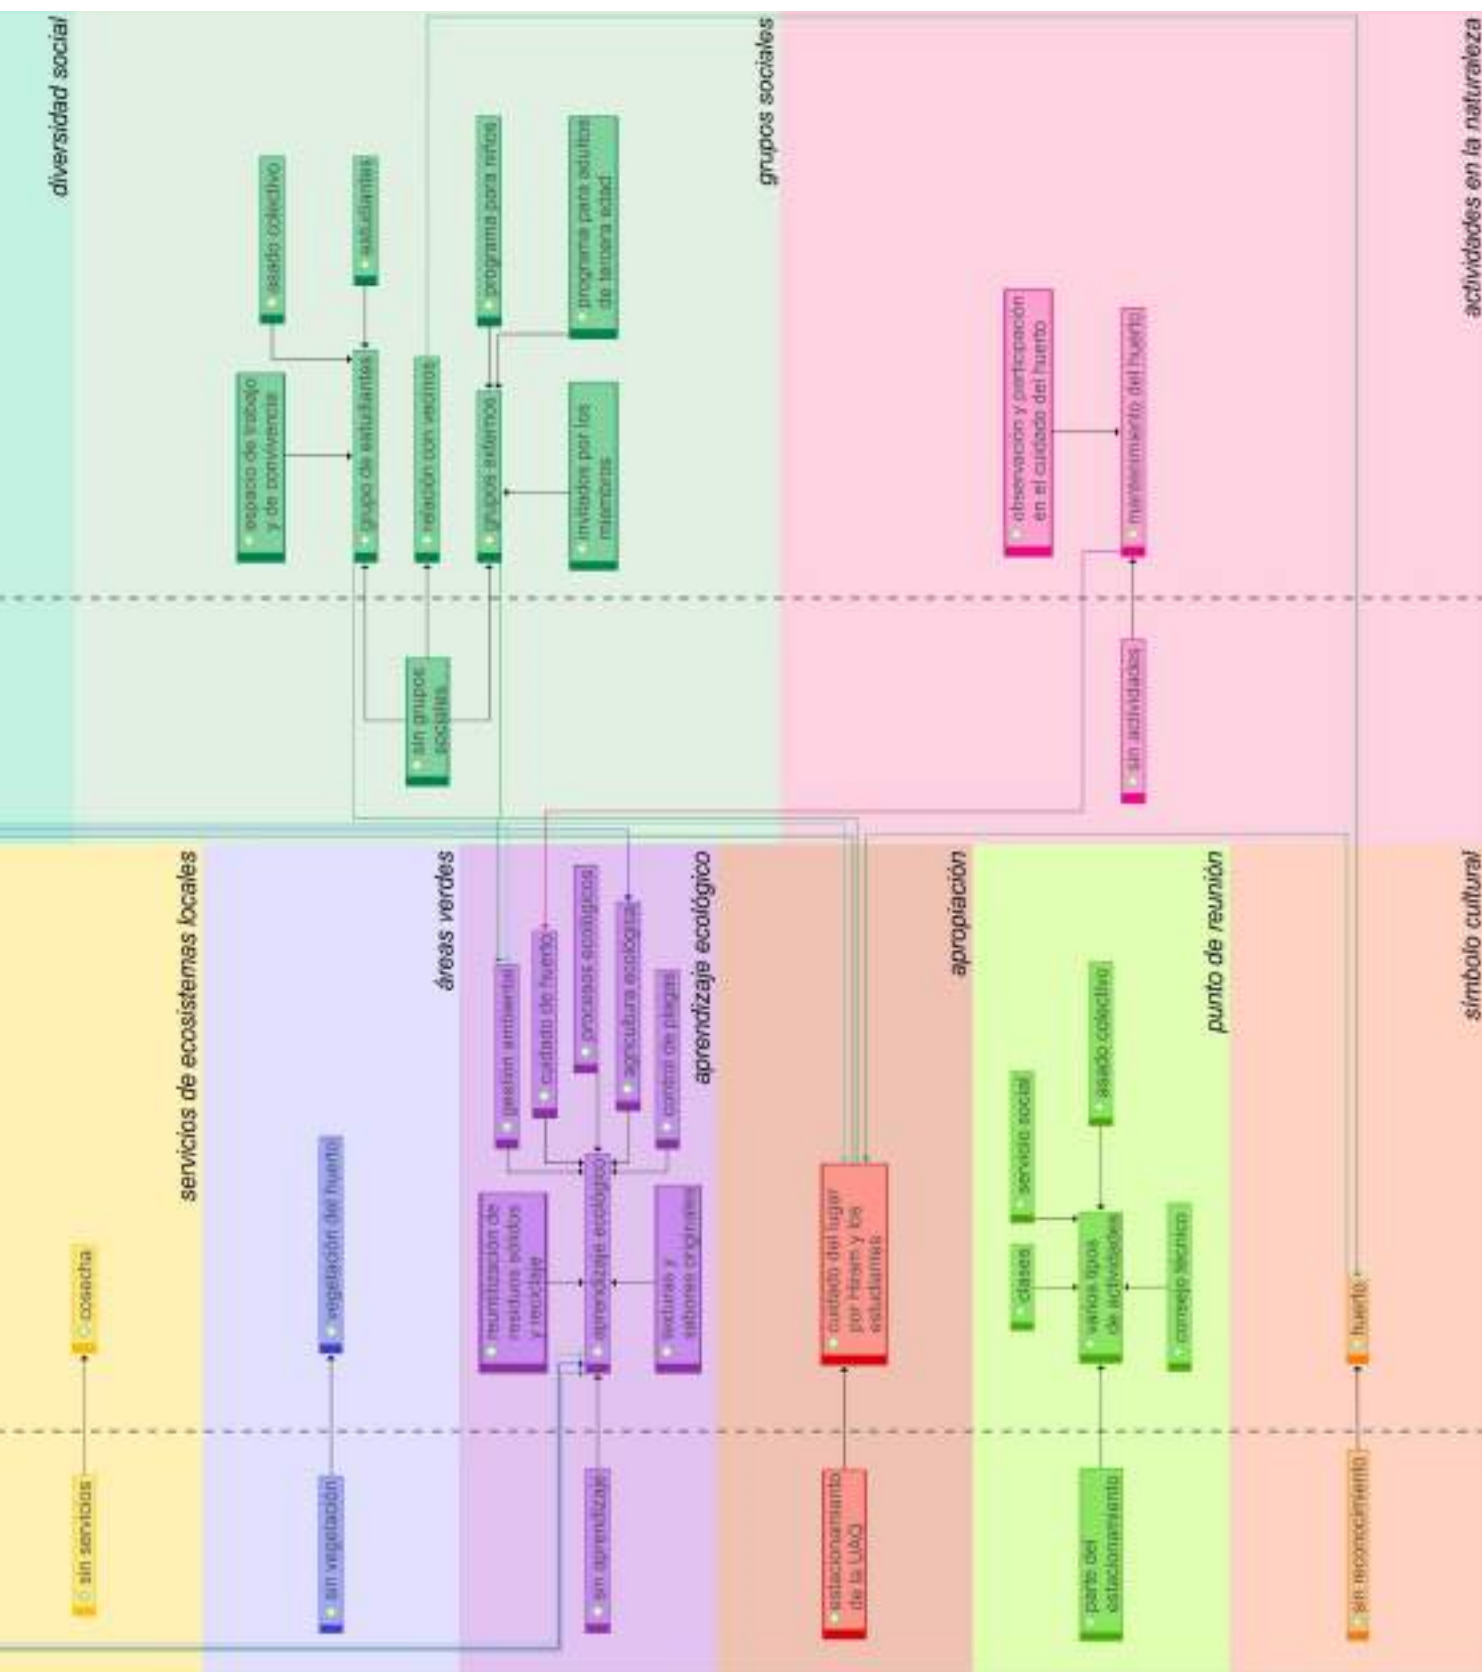 diversidad social
asado colectivo
estudiantes
espacio de trabajo
y de convivencia
grupo de estudiantes
relación con vecinos
programa para niños
programa para adultos
de tercera edad
grupos externos
invitados por los
miembros
sin grupos
sociales
grupos sociales
observación y participación
en el cuidado del huerto
mantenimiento del huerto
sin actividades
actividades en la naturaleza
cosecha
sin servicios
servicios de ecosistemas locales
vegetación del huerto
sin vegetación
áreas verdes
gestión ambiental
cuidado de huerto
procesos ecológicos
agricultura ecológica
control de plagas
reutilización de
residuos sólidos
y reciclaje
aprendizaje ecológico
texturas y
sabores originales
sin aprendizaje
aprendizaje ecológico
cuidado del lugar
por Hiram y los
estudiantes
estacionamiento
de la UAQ
apropiación
servicio social
asado colectivo
clases
varios tipos
de actividades
consejo técnico
parte del
estacionamiento
punto de reunión
huerto
sin reconocimiento
símbolo cultural